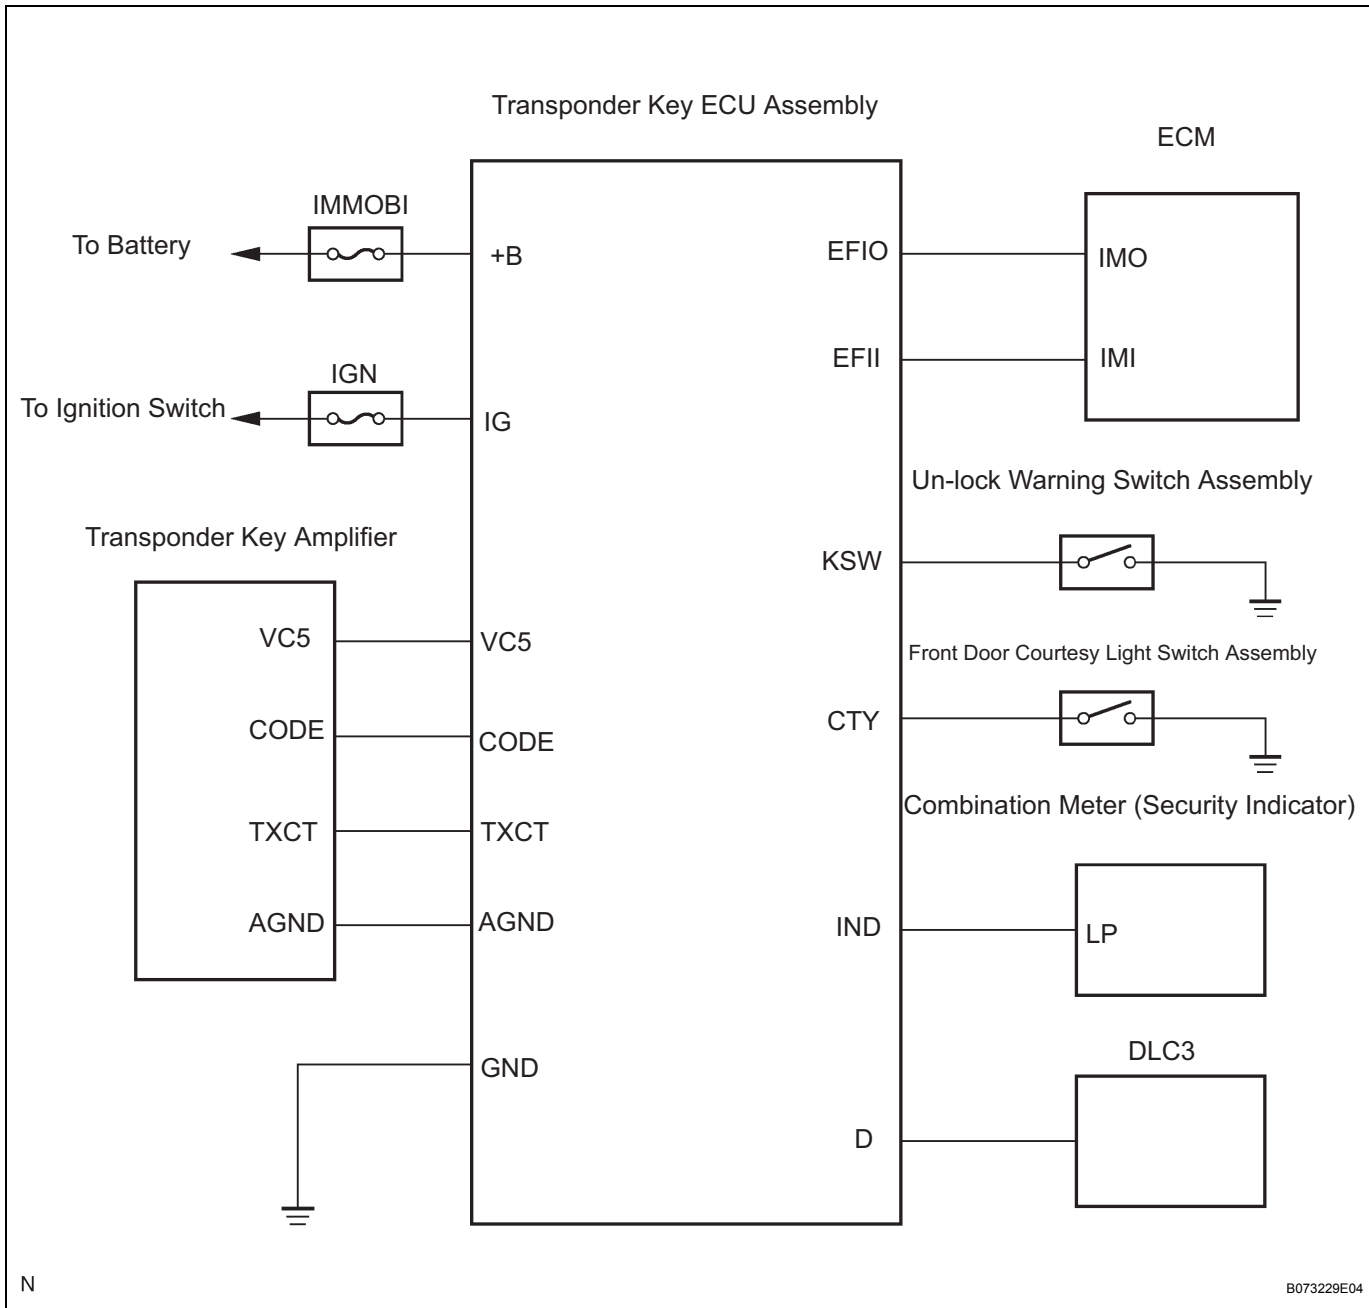 Transponder Key ECU Assembly
ECM
IMMOBI
To Battery
+B
EFIO
IMO
IGN
EFII
IMI
To Ignition Switch
IG
Un-lock Warning Switch Assembly
Transponder Key Amplifier
KSW
VC5
VC5
Front Door Courtesy Light Switch Assembly
CODE
CODE
CTY
Combination Meter (Security Indicator)
TXCT
TXCT
AGND
AGND
IND
LP
DLC3
GND
D
N
B073229E04